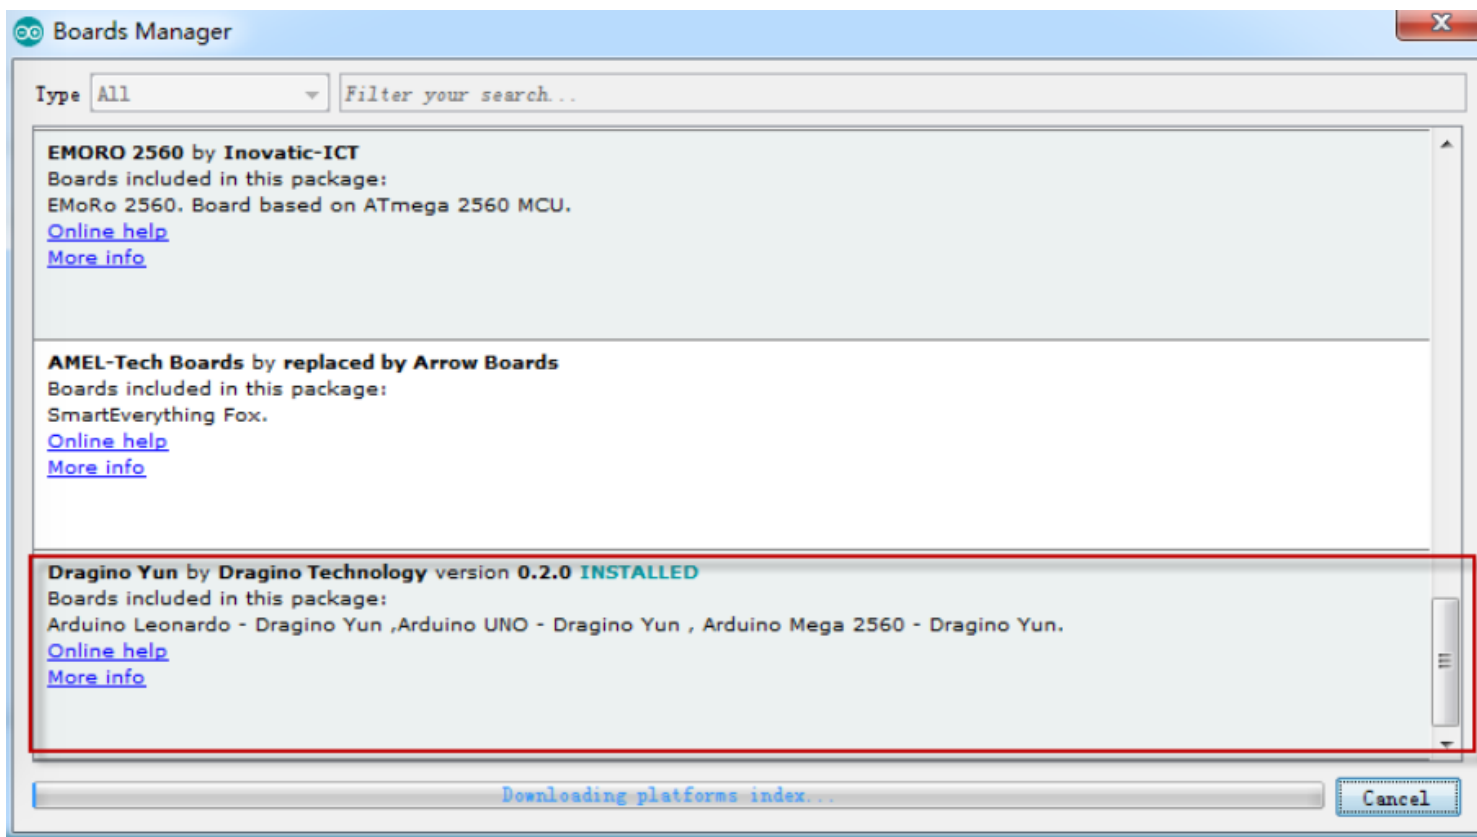 Boards Manager
Type All Filter your search...
EMORO 2560 by Inovatic-ICT
Boards included in this package:
EMoRo 2560. Board based on ATmega 2560 MCU.
Online help
More info
AMEL-Tech Boards by replaced by Arrow Boards
Boards included in this package:
SmartEverything Fox.
Online help
More info
Dragino Yun by Dragino Technology version 0.2.0 INSTALLED
Boards included in this package:
Arduino Leonardo - Dragino Yun ,Arduino UNO - Dragino Yun , Arduino Mega 2560 - Dragino Yun.
Online help
More info
Downloading platforms index...
Cancel